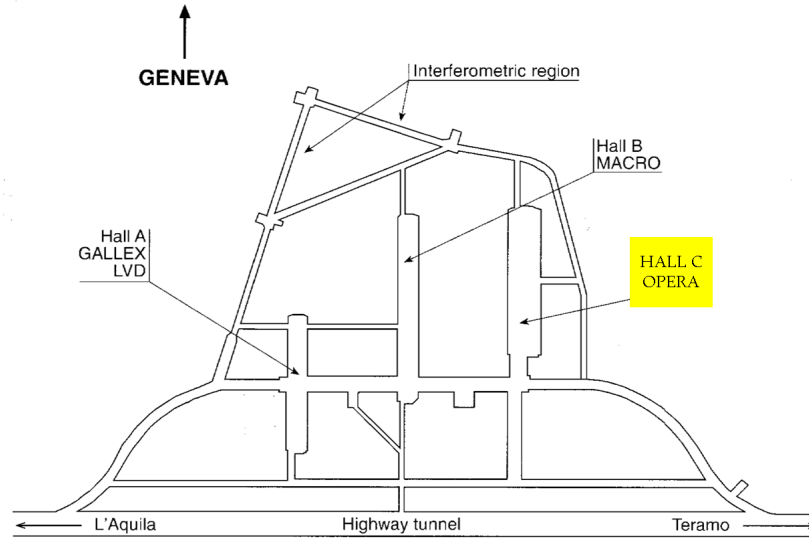 GENEVA
Interferometric region
Hall B
MACRO
Hall A
GALLEX
LVD
HALL C
OPERA
L'Aquila
Highway tunnel
Teramo